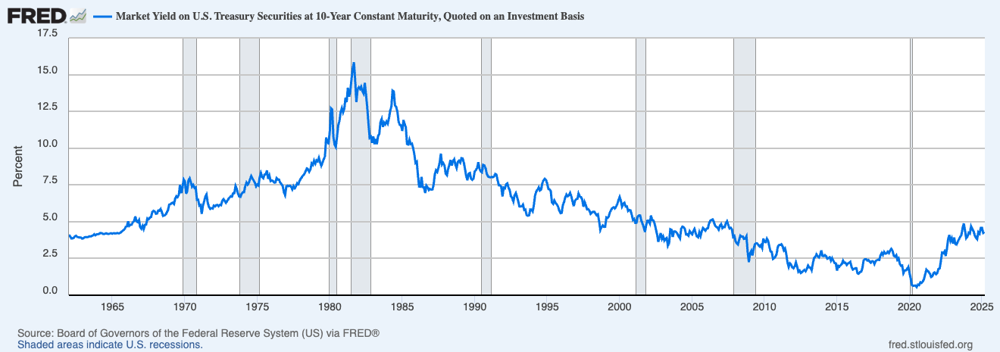 FRED® Market Yield on U.S. Treasury Securities at 10-Year Constant Maturity, Quoted on an Investment Basis
17.5
15.0
12.5
10.0
7.5
5.0
2.5
0.0
Percent
1965 1970 1975 1980 1985 1990 1995 2000 2005 2010 2015 2020 2025
Source: Board of Governors of the Federal Reserve System (US) via FRED®
Shaded areas indicate U.S. recessions. fred.stlouisfed.org